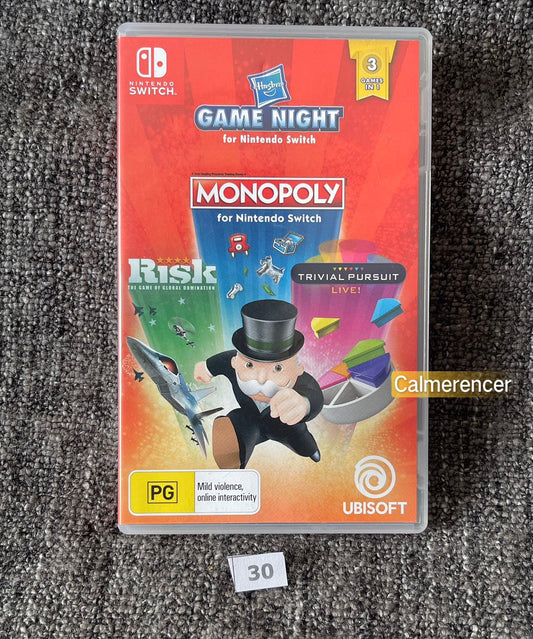 NINTENDO
SWITCH.
3
GAMES
IN 1
Hasbro
GAME NIGHT
for Nintendo Switch
MONOPOLY
for Nintendo Switch
RISK
THE GAME OF GLOBAL DOMINATION
TRIVIAL PURSUIT
LIVE!
Calmerencer
PG
Mild violence,
online interactivity
UBISOFT
30